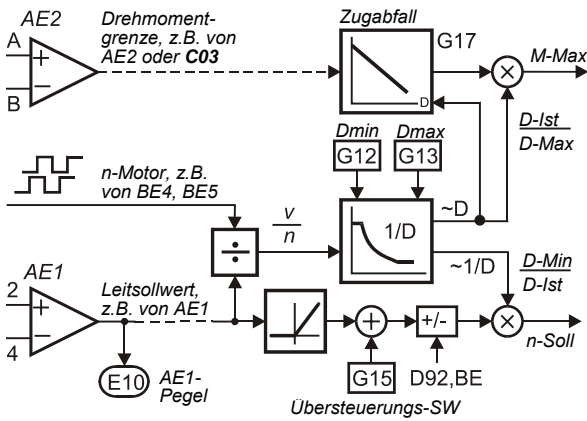 AE2
A
+
B
−
Drehmoment-
grenze, z.B. von
AE2 oder C03
Zugabfall
G17
D
×
M-Max
D-Ist
D-Max
Dmin
Dmax
G12
G13
n-Motor, z.B.
von BE4, BE5
v
n
÷
1/D
~D
~1/D
D-Min
D-Ist
AE1
2
+
4
−
Leitsollwert,
z.B. von AE1
+
+/-
×
n-Soll
E10
AE1-
Pegel
G15
D92,BE
Übersteuerungs-SW